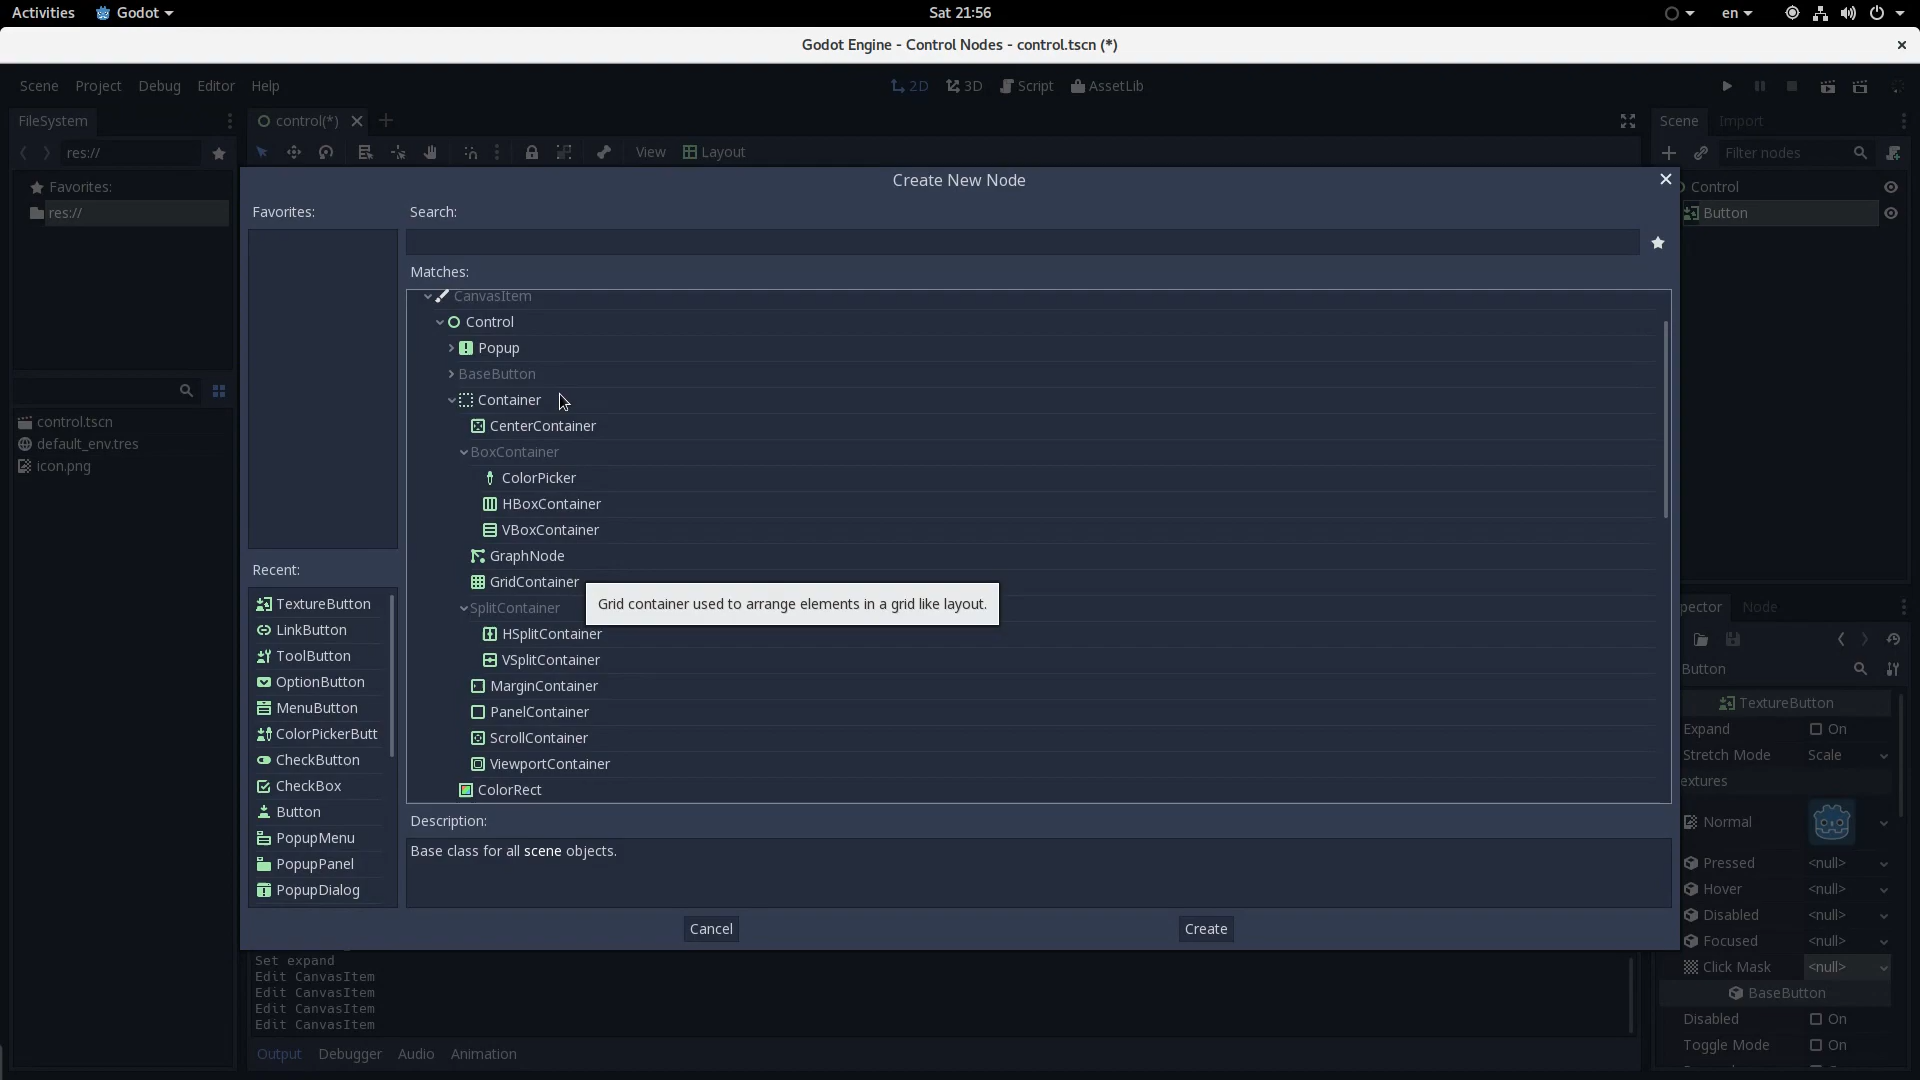 Activities
Godot
Sat 21:56
en
Godot Engine - Control Nodes - control.tscn (*)
Scene
Project
Debug
Editor
Help
2D
3D
Script
AssetLib
FileSystem
control(*)
Scene
Import
res://
View
Layout
Filter nodes
Favorites:
res://
Control
Button
Create New Node
Favorites:
Search:
Matches:
CanvasItem
Control
Popup
BaseButton
Container
CenterContainer
BoxContainer
ColorPicker
HBoxContainer
VBoxContainer
GraphNode
GridContainer
SplitContainer
Grid container used to arrange elements in a grid like layout.
HSplitContainer
VSplitContainer
MarginContainer
PanelContainer
ScrollContainer
ViewportContainer
ColorRect
control.tscn
default_env.tres
icon.png
Recent:
TextureButton
LinkButton
ToolButton
OptionButton
MenuButton
ColorPickerButt
CheckButton
CheckBox
Button
PopupMenu
PopupPanel
PopupDialog
Description:
Base class for all scene objects.
Cancel
Create
pector
Node
Button
TextureButton
Expand
On
Stretch Mode
Scale
extures
Normal
Pressed
<null>
Hover
<null>
Disabled
<null>
Focused
<null>
Click Mask
<null>
BaseButton
Disabled
On
Toggle Mode
On
Set expand
Edit CanvasItem
Edit CanvasItem
Edit CanvasItem
Edit CanvasItem
Output
Debugger
Audio
Animation